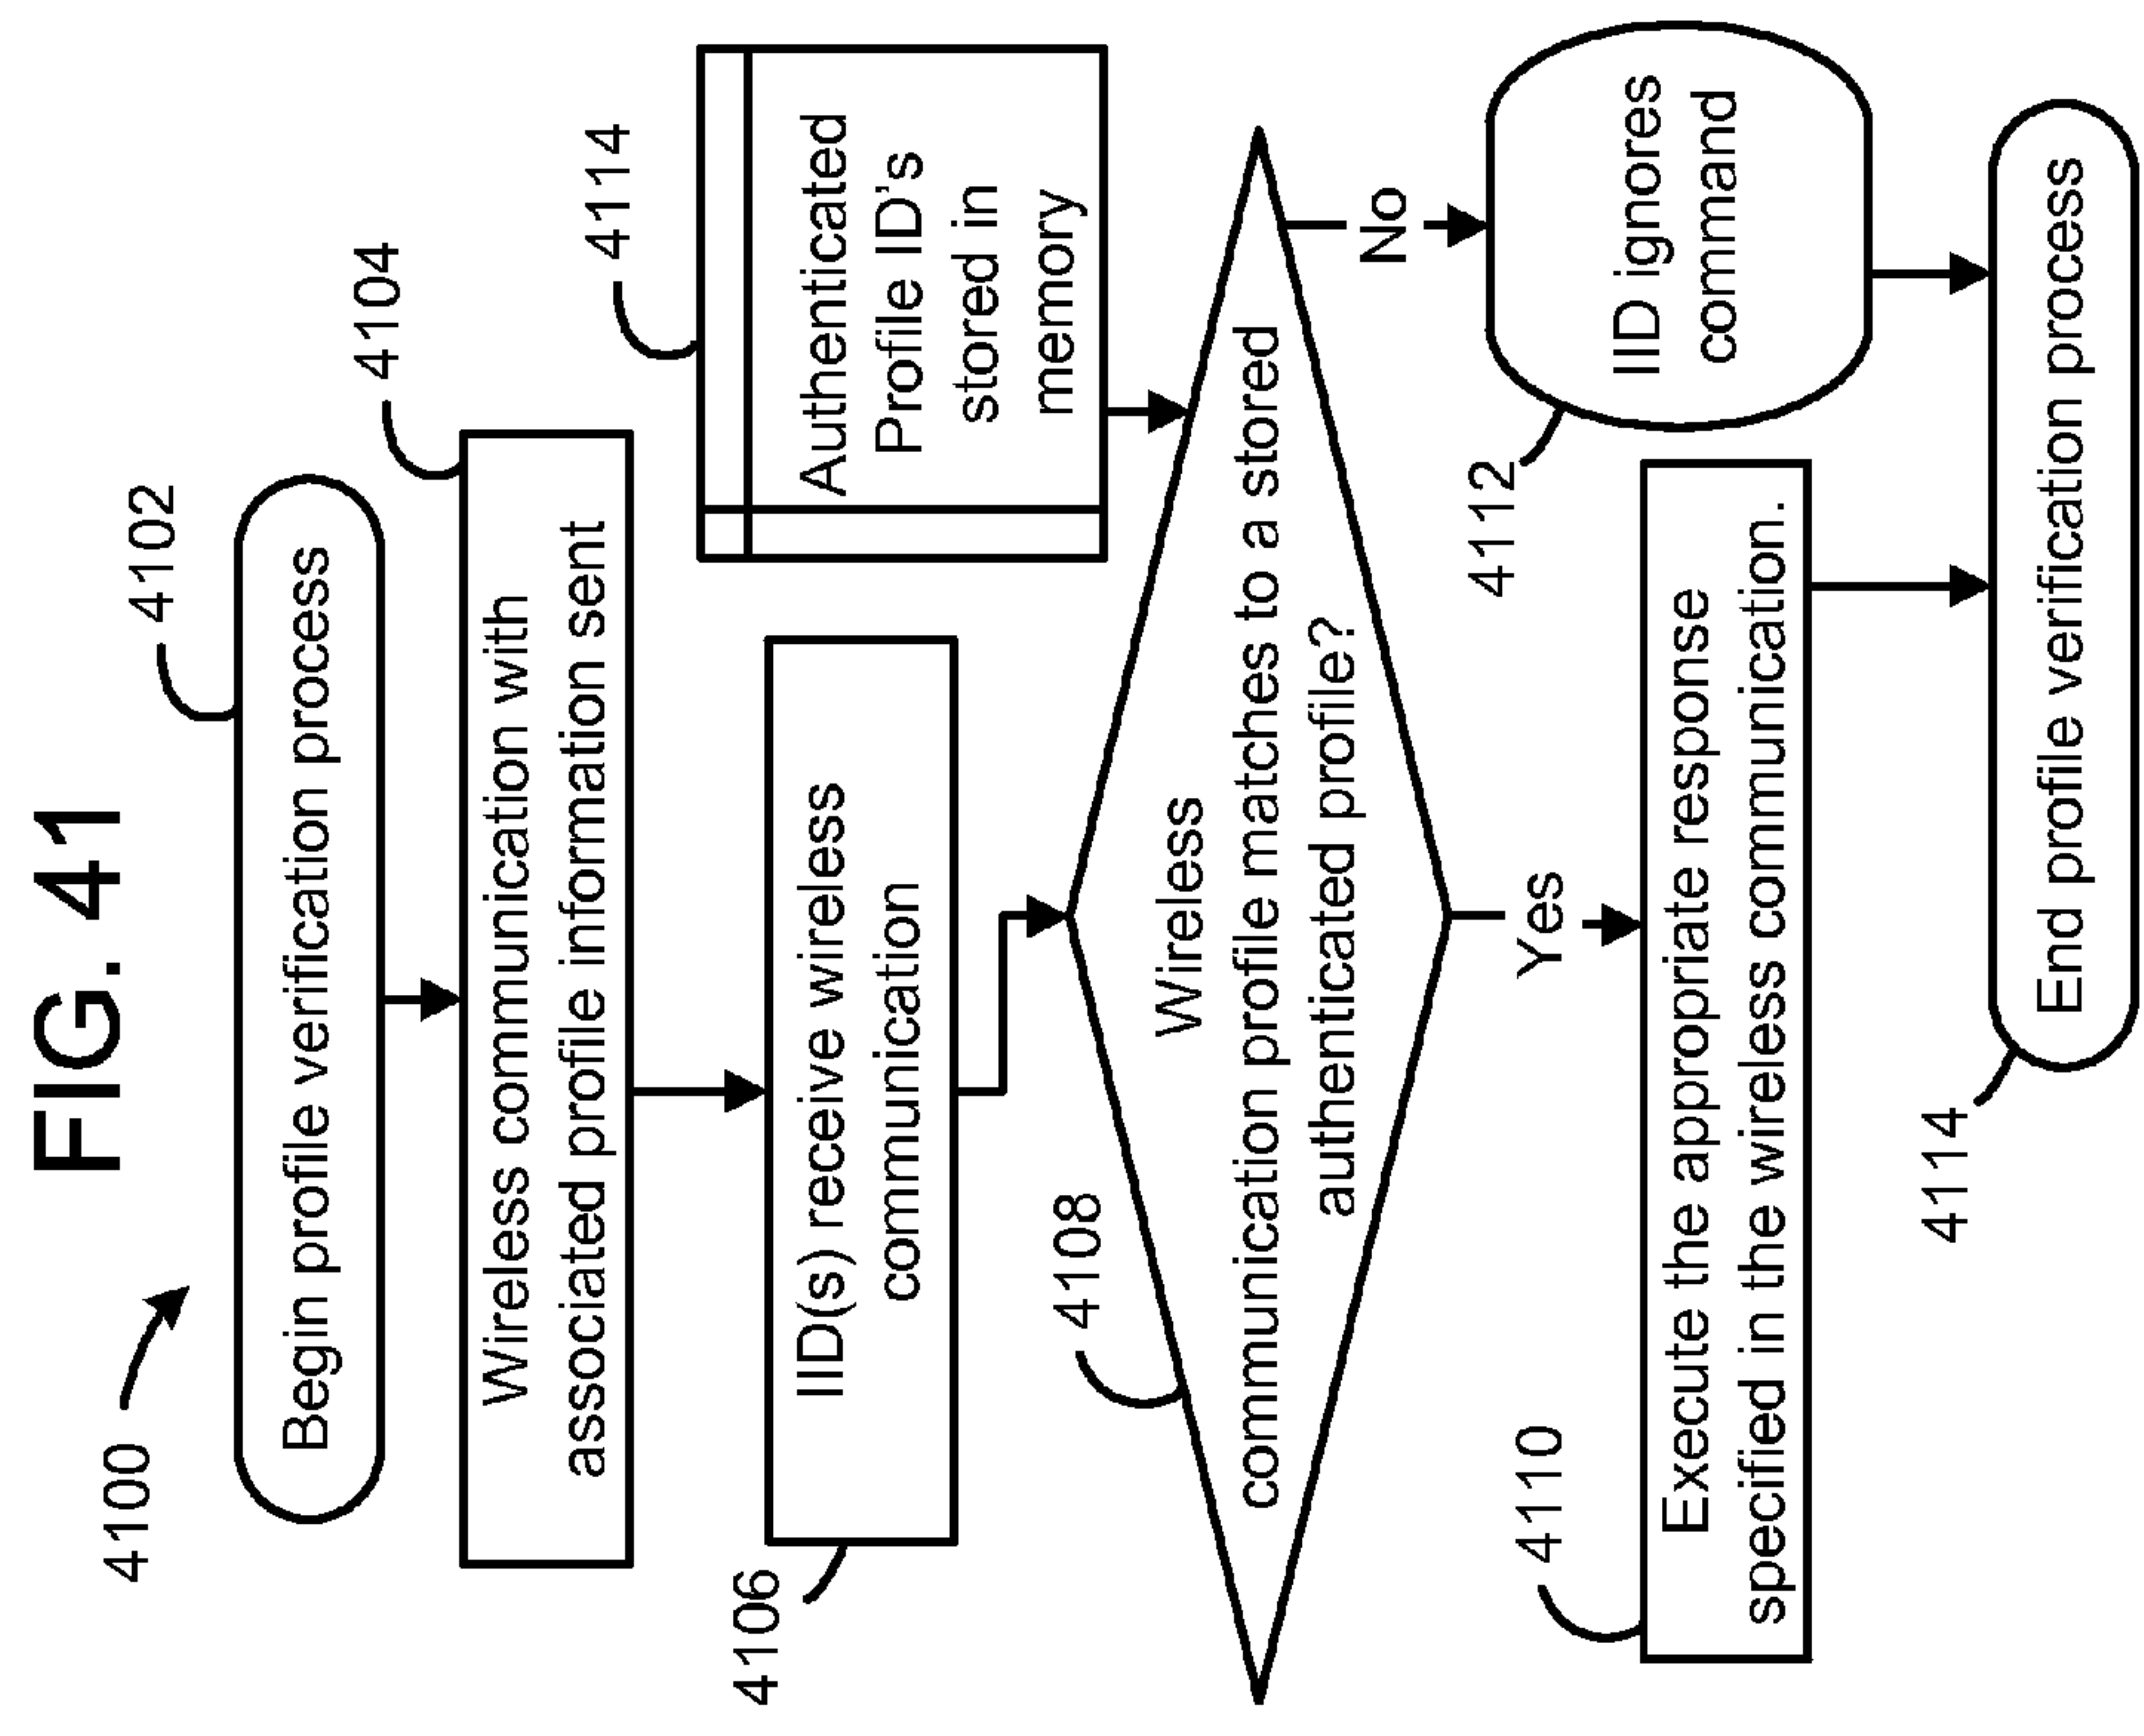 FIG. 41
4100
4102
Begin profile verification process
4104
Wireless communication with
associated profile information sent
4106
IID(s) receive wireless
communication
4114
Authenticated
Profile ID's
stored in
memory
4108
Wireless
communication profile matches to a stored
authenticated profile?
No
Yes
4110
Execute the appropriate response
specified in the wireless communication.
4112
IID ignores
command
4114
End profile verification process